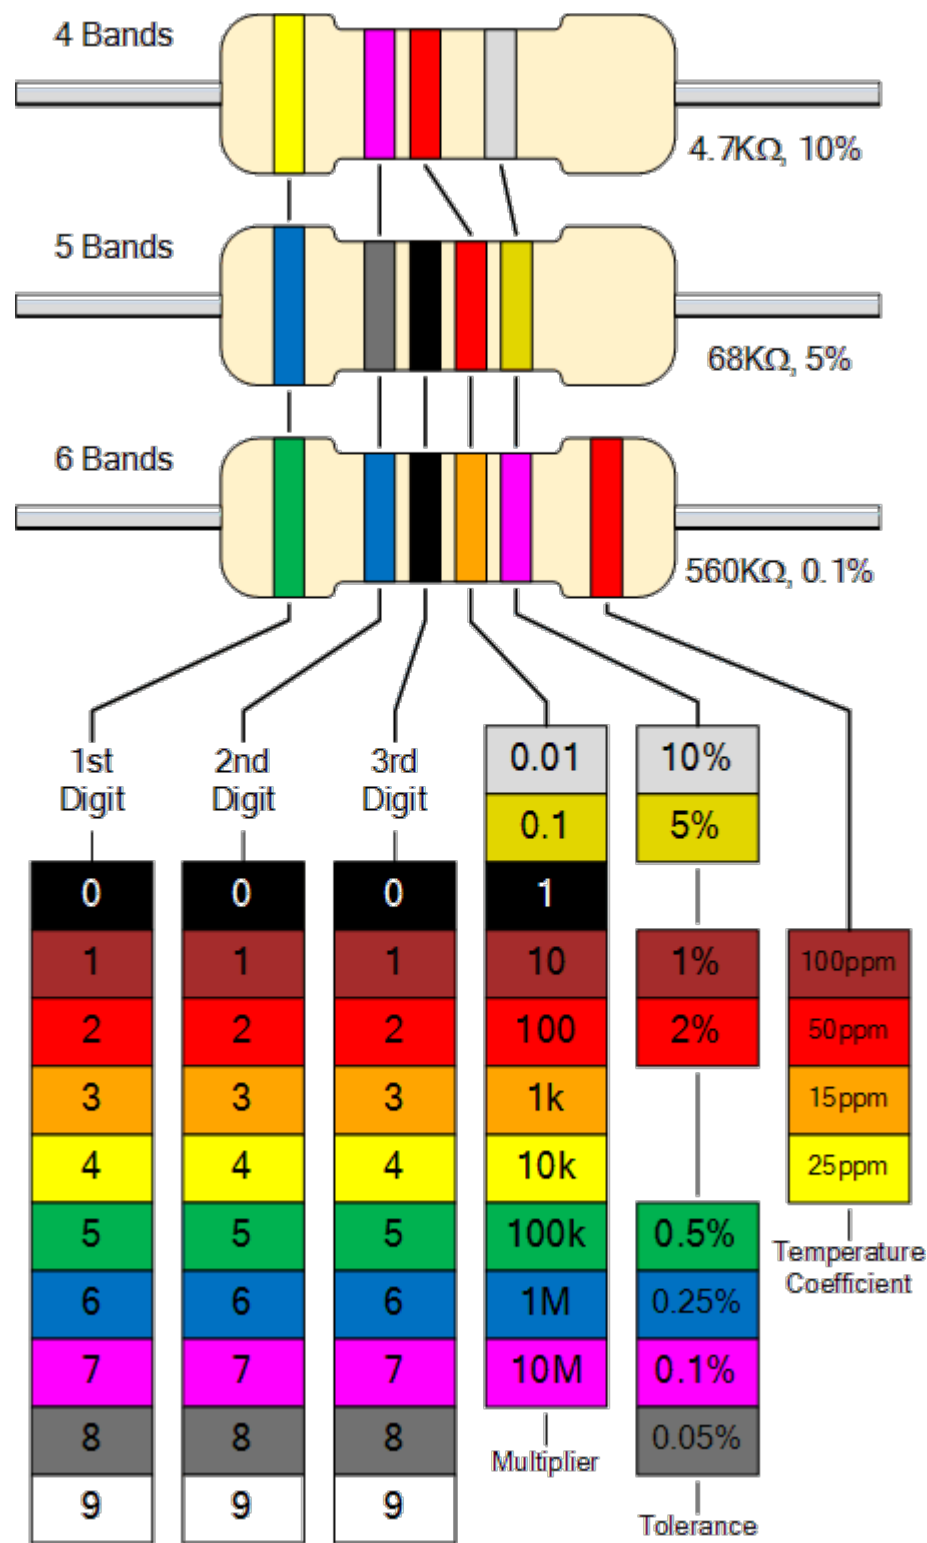 4 Bands
4.7KΩ, 10%
5 Bands
68KΩ, 5%
6 Bands
560KΩ, 0.1%
1st
Digit
2nd
Digit
3rd
Digit
0.01 10%
0.1 5%
0 0 0 1
1 1 1 10 1% 100ppm
2 2 2 100 2% 50ppm
3 3 3 1k 15ppm
4 4 4 10k 25ppm
5 5 5 100k 0.5%
Temperature
Coefficient
6 6 6 1M 0.25%
7 7 7 10M 0.1%
8 8 8 0.05%
Multiplier
9 9 9
Tolerance